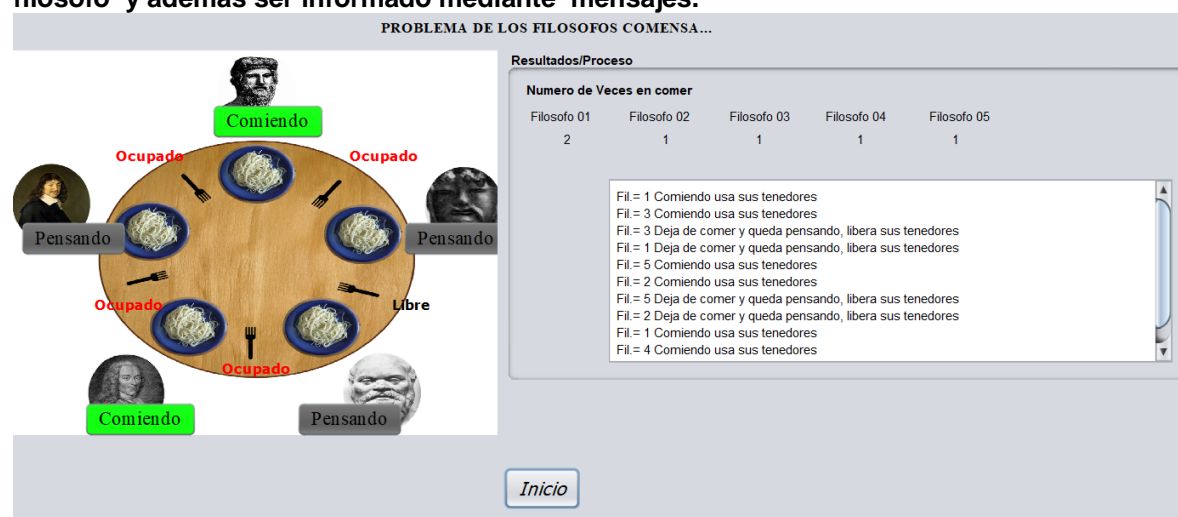 filosofo y además ser informado mediante mensajes.
PROBLEMA DE LOS FILOSOFOS COMENSA...
Comiendo
Ocupado
Ocupado
Pensando
Pensando
Ocupado
Libre
Ocupado
Comiendo
Pensando
Resultados/Proceso
Numero de Veces en comer
Filosofo 01 Filosofo 02 Filosofo 03 Filosofo 04 Filosofo 05
2 1 1 1 1
Fil.= 1 Comiendo usa sus tenedores
Fil.= 3 Comiendo usa sus tenedores
Fil.= 3 Deja de comer y queda pensando, libera sus tenedores
Fil.= 1 Deja de comer y queda pensando, libera sus tenedores
Fil.= 5 Comiendo usa sus tenedores
Fil.= 2 Comiendo usa sus tenedores
Fil.= 5 Deja de comer y queda pensando, libera sus tenedores
Fil.= 2 Deja de comer y queda pensando, libera sus tenedores
Fil.= 1 Comiendo usa sus tenedores
Fil.= 4 Comiendo usa sus tenedores
Inicio